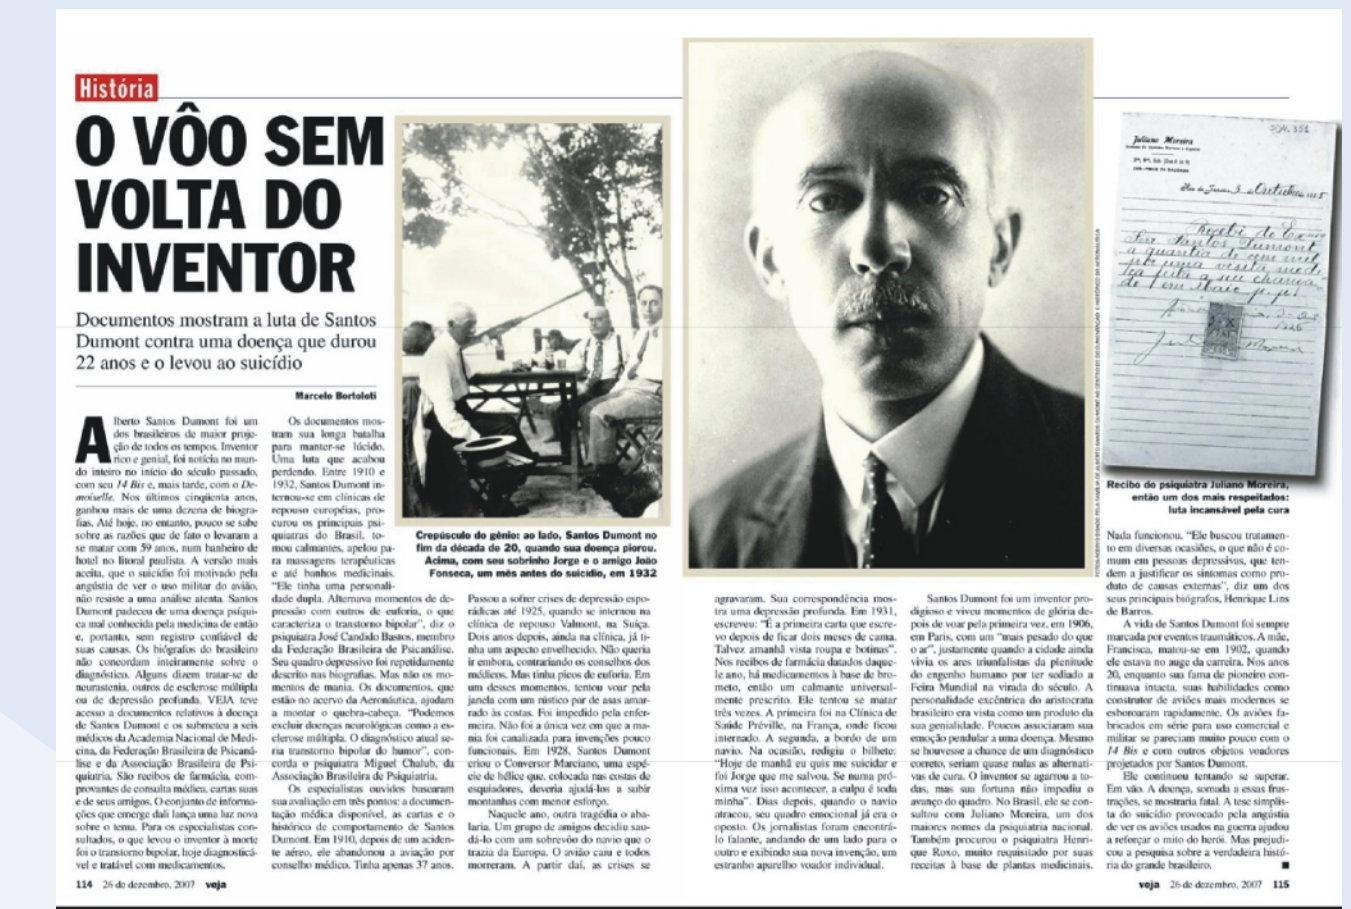 História
O VÔO SEM
VOLTA DO
INVENTOR
Documentos mostram a luta de Santos
Dumont contra uma doença que durou
22 anos e o levou ao suicídio
Marcelo Bortoloti
Alberto Santos Dumont foi um
dos brasileiros de maior proje-
ção de todos os tempos. Inventor
rico e genial, foi notícia no mun-
do inteiro no início do século passado,
com seu 14 Bis e, mais tarde, com o De-
moiselle. Nos últimos cinqüenta anos,
ganhou mais de uma dezena de biogra-
fias. Até hoje, no entanto, pouco se sabe
sobre as razões que de fato o levaram a
se matar com 59 anos, num banheiro de
hotel no litoral paulista. A versão mais
aceita, que o suicídio foi motivado pela
angústia de ver o uso militar do avião,
não resiste a uma análise atenta. Santos
Dumont padeceu de uma doença psíqui-
ca mal conhecida pela medicina de então
e, portanto, sem registro confiável de
suas causas. Os biógrafos do brasileiro
não concordam inteiramente sobre o
diagnóstico. Alguns dizem tratar-se de
neurastenia, outros de esclerose múltipla
ou de depressão profunda. VEJA teve
acesso a documentos relativos à doença
de Santos Dumont e os submeteu a seis
médicos da Academia Nacional de Medi-
cina, da Federação Brasileira de Psicaná-
lise e da Associação Brasileira de Psi-
quiatria. São recibos de farmácia, com-
provantes de consulta médica, cartas suas
e de seus amigos. O conjunto de informa-
ções que emerge dali lança uma luz nova
sobre o tema. Para os especialistas con-
sultados, o que levou o inventor à morte
foi o transtorno bipolar, hoje diagnosticá-
vel e tratável com medicamentos.
Os documentos mos-
tram sua longa batalha
para manter-se lúcido.
Uma luta que acabou
perdendo. Entre 1910 e
1932, Santos Dumont in-
ternou-se em clínicas de
repouso européias, pro-
curou os principais psi-
quiatras do Brasil, to-
mou calmantes, apelou pa-
ra massagens terapêuticas
e até banhos medicinais.
“Ele tinha uma personali-
dade dupla. Alternava momentos de de-
pressão com outros de euforia, o que
caracteriza o transtorno bipolar”, diz o
psiquiatra José Candido Bastos, membro
da Federação Brasileira de Psicanálise.
Seu quadro depressivo foi repetidamente
descrito nas biografias. Mas não os mo-
mentos de mania. Os documentos, que
estão no acervo da Aeronáutica, ajudam
a montar o quebra-cabeça. “Podemos
excluir doenças neurológicas como a es-
clerose múltipla. O diagnóstico atual se-
ria transtorno bipolar do humor”, con-
corda o psiquiatra Miguel Chalub, da
Associação Brasileira de Psiquiatria.
Os especialistas ouvidos basearam
sua avaliação em três pontos: a documen-
tação médica disponível, as cartas e o
histórico de comportamento de Santos
Dumont. Em 1910, depois de um aciden-
te aéreo, ele abandonou a aviação por
conselho médico. Tinha apenas 37 anos.
Crepúsculo do gênio: ao lado, Santos Dumont no
fim da década de 20, quando sua doença piorou.
Acima, com seu sobrinho Jorge e o amigo João
Fonseca, um mês antes do suicídio, em 1932
Passou a sofrer crises de depressão espo-
rádicas até 1925, quando se internou na
clínica de repouso Valmont, na Suíça.
Dois anos depois, ainda na clínica, já ti-
nha um aspecto envelhecido. Não queria
ir embora, contrariando os conselhos dos
médicos. Mas tinha picos de euforia. Em
um desses momentos, tentou voar pela
janela com um rústico par de asas amar-
rado às costas. Foi impedido pela enfer-
meira. Não foi a única vez em que a ma-
nia foi canalizada para invenções pouco
funcionais. Em 1928, Santos Dumont
criou o Conversor Marciano, uma espé-
cie de hélice que, colocada nas costas de
esquiadores, deveria ajudá-los a subir
montanhas com menor esforço.
Naquele ano, outra tragédia o aba-
laria. Um grupo de amigos decidiu sau-
dá-lo com um sobrevôo do navio que o
trazia da Europa. O avião caiu e todos
morreram. A partir daí, as crises se
agravaram. Sua correspondência mos-
tra uma depressão profunda. Em 1931,
escreveu: “É a primeira carta que escre-
vo depois de ficar dois meses de cama.
Talvez amanhã vista roupa e botinas”.
Nos recibos de farmácia datados daque-
le ano, há medicamentos à base de bro-
meto, então um calmante universal-
mente prescrito. Ele tentou se matar
três vezes. A primeira foi na Clínica de
Saúde Préville, na França, onde ficou
internado. A segunda, a bordo de um
navio. Na ocasião, redigiu o bilhete:
“Hoje de manhã eu quis me suicidar e
foi Jorge que me salvou. Se numa pró-
xima vez isso acontecer, a culpa é toda
minha”. Dias depois, quando o navio
atracou, seu quadro emocional já era o
oposto. Os jornalistas foram encontrá-
lo falante, andando de um lado para o
outro e exibindo sua nova invenção, um
estranho aparelho voador individual.
Santos Dumont foi um inventor pro-
digioso e viveu momentos de glória de-
pois de voar pela primeira vez, em 1906,
em Paris, com um “mais pesado do que
o ar”, justamente quando a cidade ainda
vivia os ares triunfalistas da plenitude
do engenho humano por ter sediado a
Feira Mundial na virada do século. A
personalidade excêntrica do aristocrata
brasileiro era vista como um produto da
sua genialidade. Poucos associaram sua
emoção pendular a uma doença. Mesmo
se houvesse a chance de um diagnóstico
correto, seriam quase nulas as alternati-
vas de cura. O inventor se agarrou a to-
das, mas sua fortuna não impediu o
avanço do quadro. No Brasil, ele se con-
sultou com Juliano Moreira, um dos
maiores nomes da psiquiatria nacional.
Também procurou o psiquiatra Henri-
que Roxo, muito requisitado por suas
receitas à base de plantas medicinais.
Juliano Moreira
Rio de Janeiro, 3 de Outubro
Recebi do Exmo
Snr. Santos Dumont
a quantia de um mil
por uma visita medi
ca feita a seu chama
do em Maio p.p.
Recibo do psiquiatra Juliano Moreira,
então um dos mais respeitados:
luta incansável pela cura
Nada funcionou. “Ele buscou tratamen-
to em diversas ocasiões, o que não é co-
mum em pessoas depressivas, que ten-
dem a justificar os sintomas como pro-
duto de causas externas”, diz um dos
seus principais biógrafos, Henrique Lins
de Barros.
A vida de Santos Dumont foi sempre
marcada por eventos traumáticos. A mãe,
Francisca, matou-se em 1902, quando
ele estava no auge da carreira. Nos anos
20, enquanto sua fama de pioneiro con-
tinuava intacta, suas habilidades como
construtor de aviões mais modernos se
esboroaram rapidamente. Os aviões fa-
bricados em série para uso comercial e
militar se pareciam muito pouco com o
14 Bis e com outros objetos voadores
projetados por Santos Dumont.
Ele continuou tentando se superar.
Em vão. A doença, somada a essas frus-
trações, se mostraria fatal. A tese simplis-
ta do suicídio provocado pela angústia
de ver os aviões usados na guerra ajudou
a reforçar o mito do herói. Mas prejudi-
cou a pesquisa sobre a verdadeira histó-
ria do grande brasileiro.
114 26 de dezembro, 2007 veja
veja 26 de dezembro, 2007 115